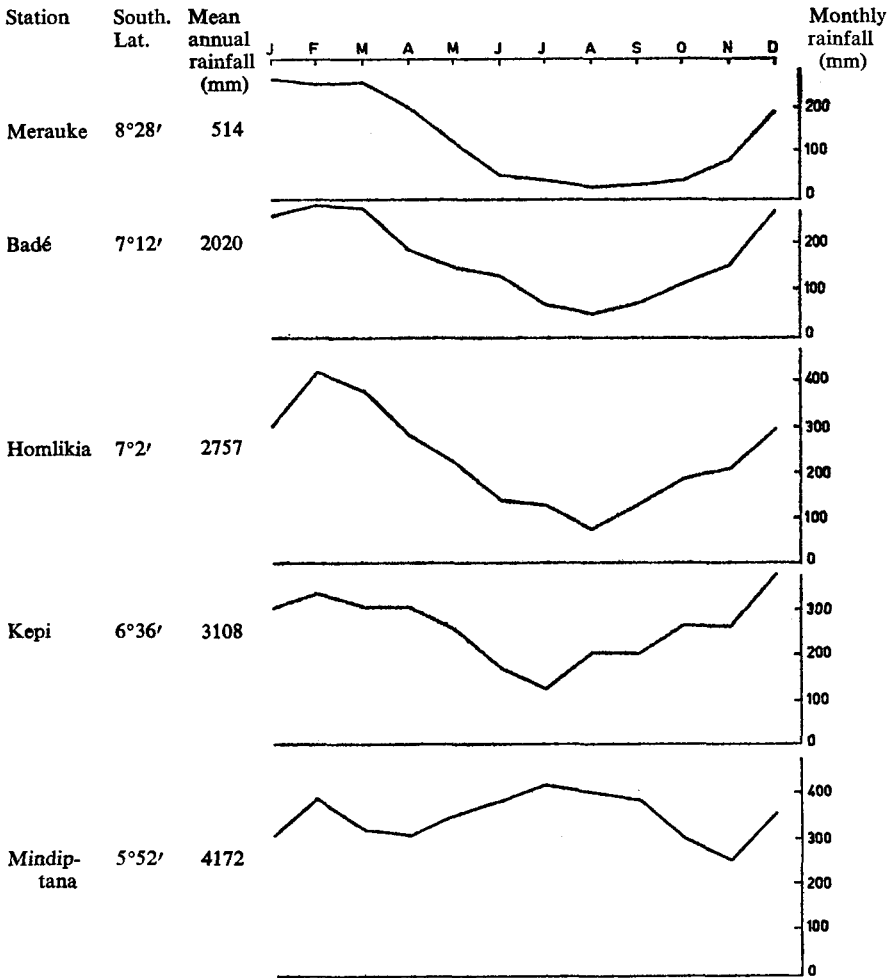 Station South. Lat. Mean annual rainfall (mm) Monthly rainfall (mm)
J F M A M J J A S O N D
Merauke 8°28′ 514
200
100
0
Badé 7°12′ 2020
200
100
0
Homlikia 7°2′ 2757
400
300
200
100
0
Kepi 6°36′ 3108
300
200
100
0
Mindip-
tana 5°52′ 4172
400
300
200
100
0